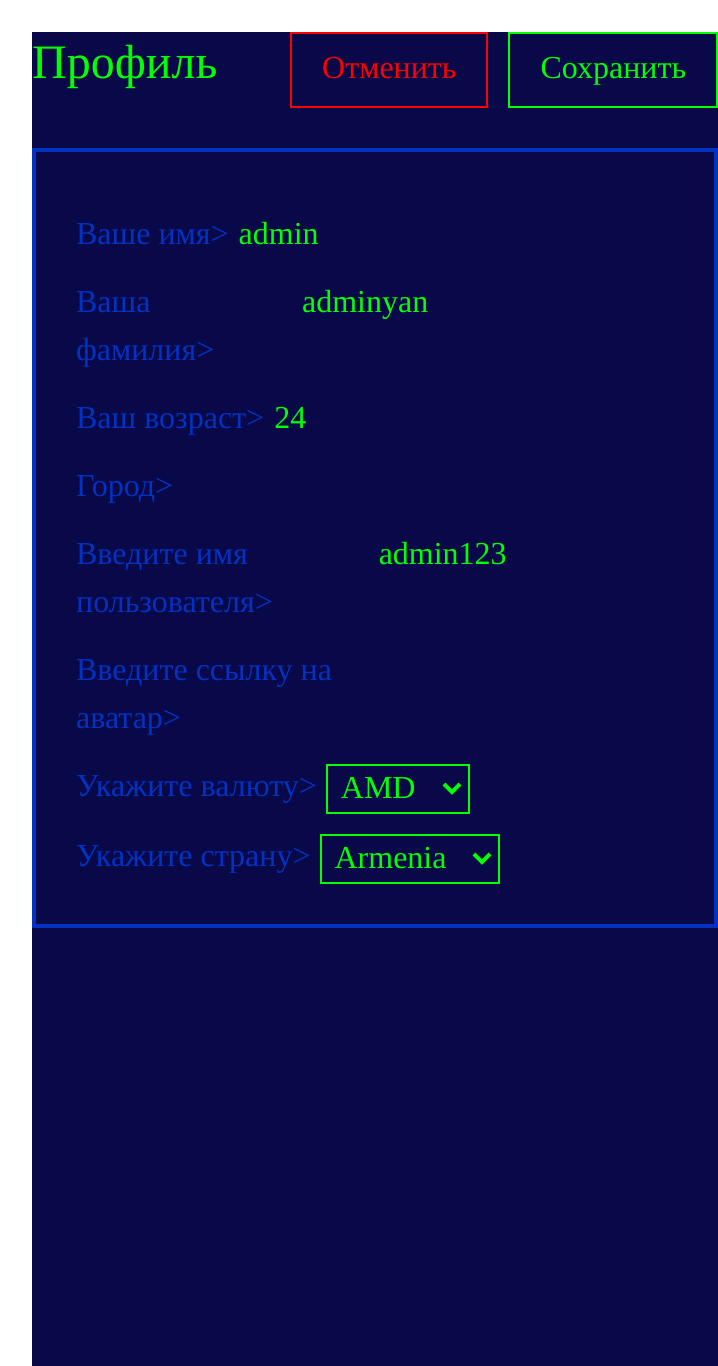 Профиль Отменить Сохранить
Ваше имя> admin
Ваша adminyan
фамилия>
Ваш возраст> 24
Город>
Введите имя admin123
пользователя>
Введите ссылку на
аватар>
Укажите валюту> AMD
Укажите страну> Armenia